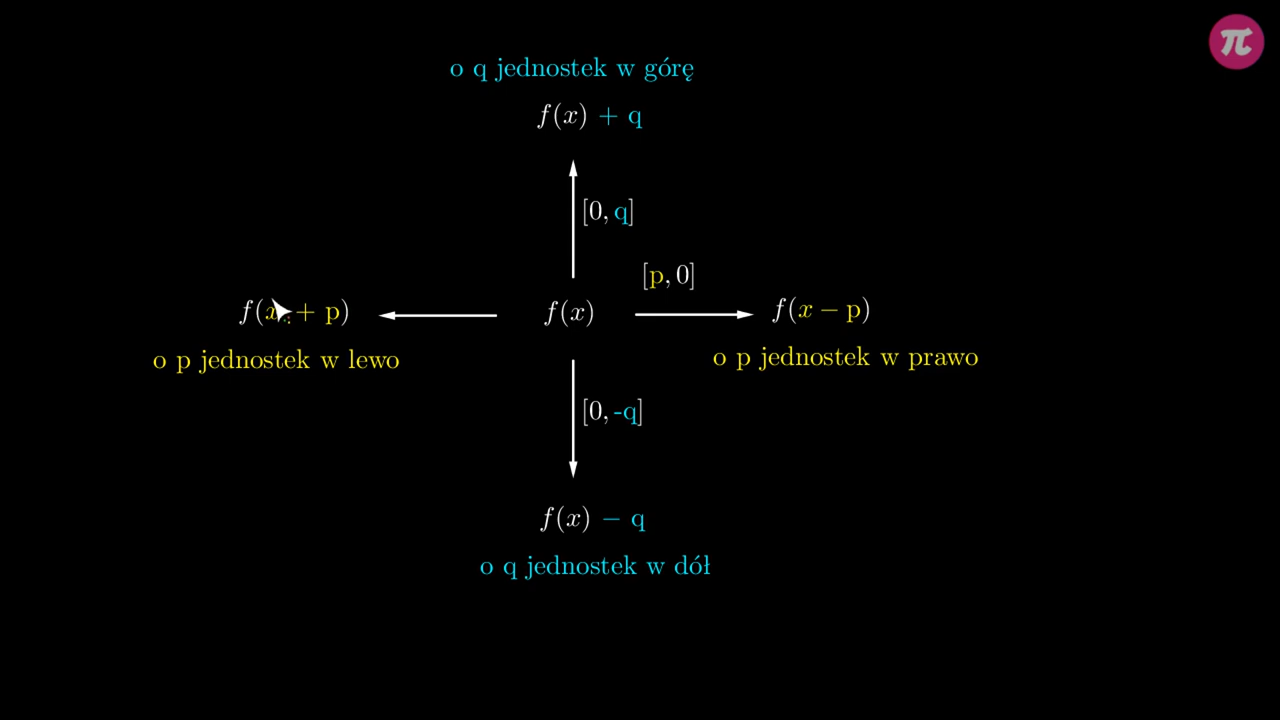 π
o q jednostek w górę
f(x) + q
[0, q]
[p, 0]
f(x + p)
f(x)
f(x − p)
o p jednostek w lewo
o p jednostek w prawo
[0, -q]
f(x) − q
o q jednostek w dół